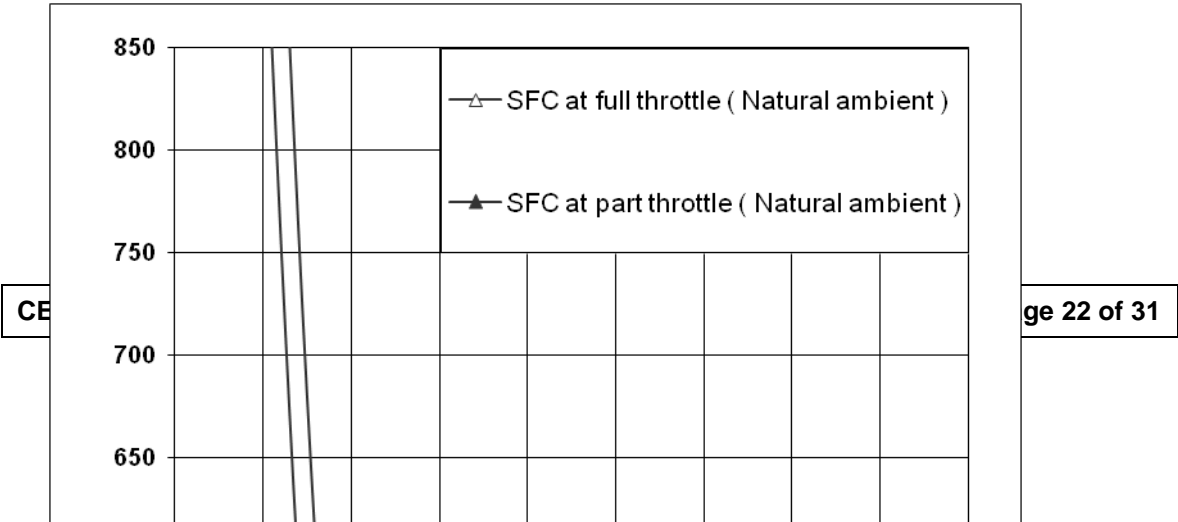 850
SFC at full throttle ( Natural ambient )
800
SFC at part throttle ( Natural ambient )
750
CE
ge 22 of 31
700
650